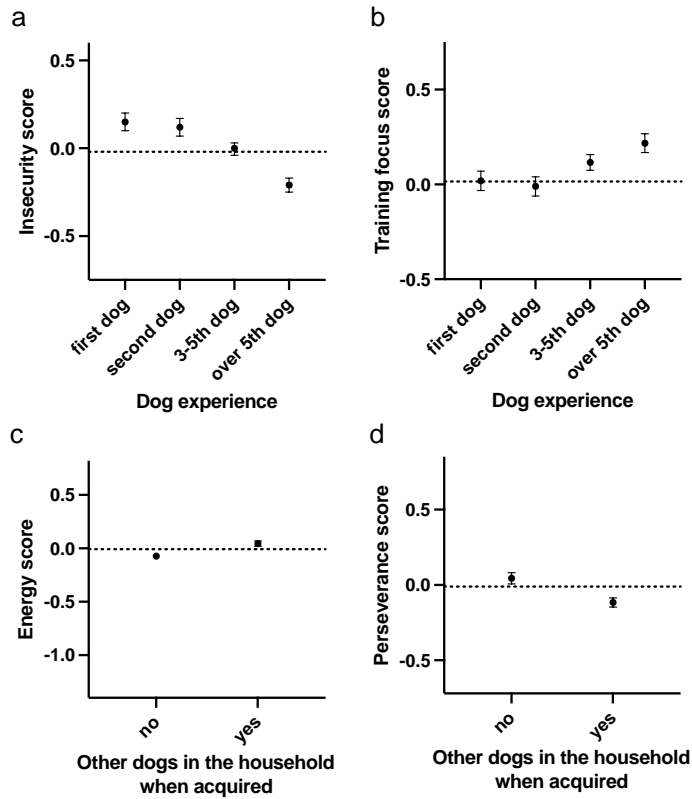 a
Insecurity score
0.5
0.0
-0.5
first dog
second dog
3-5th dog
over 5th dog
Dog experience
b
Training focus score
0.5
0.0
-0.5
first dog
second dog
3-5th dog
over 5th dog
Dog experience
c
Energy score
0.5
0.0
-0.5
-1.0
no
yes
Other dogs in the household
when acquired
d
Perseverance score
0.5
0.0
-0.5
no
yes
Other dogs in the household
when acquired